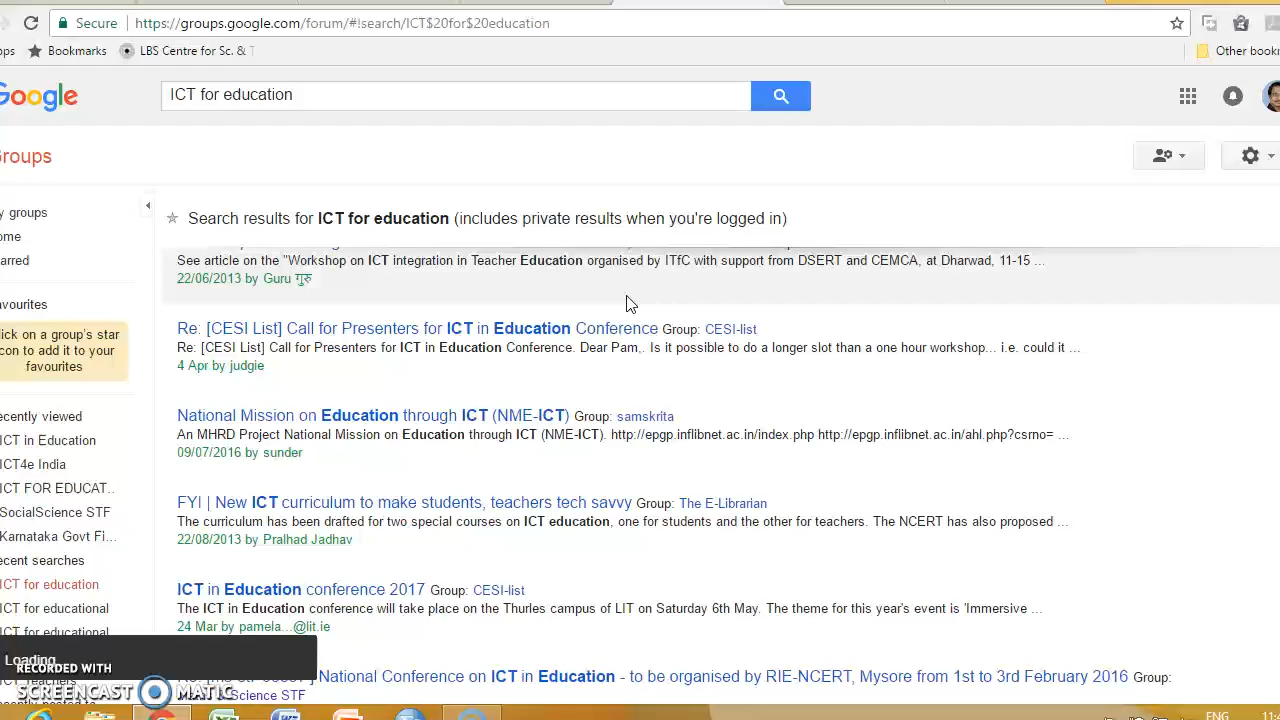 Secure https://groups.google.com/forum/#!search/ICT$20for$20education
Bookmarks LBS Centre for Sc. &
Google ICT for education
Search results for ICT for education (includes private results when you're logged in)
See article on the "Workshop on ICT integration in Teacher Education organised by ITfC with support from DSERT and CEMCA, at Dharwad, 11-15 ...
22/06/2013 by Guru गुरु
Re: [CESI List] Call for Presenters for ICT in Education Conference Group: CESI-list
Re: [CESI List] Call for Presenters for ICT in Education Conference. Dear Pam,. Is it possible to do a longer slot than a one hour workshop... i.e. could it ...
4 Apr by judgie
National Mission on Education through ICT (NME-ICT) Group: samskrita
An MHRD Project National Mission on Education through ICT (NME-ICT). http://epgp.inflibnet.ac.in/index.php http://epgp.inflibnet.ac.in/ahl.php?csrno= ...
09/07/2016 by sunder
FYI | New ICT curriculum to make students, teachers tech savvy Group: The E-Librarian
The curriculum has been drafted for two special courses on ICT education, one for students and the other for teachers. The NCERT has also proposed ...
22/08/2013 by Pralhad Jadhav
ICT in Education conference 2017 Group: CESI-list
The ICT in Education conference will take place on the Thurles campus of LIT on Saturday 6th May. The theme for this year's event is 'Immersive ...
24 Mar by pamela...@lit.ie
National Conference on ICT in Education - to be organised by RIE-NCERT, Mysore from 1st to 3rd February 2016 Group:
Science STF
Groups
y groups
ome
arred
avourites
lick on a group's star
con to add it to your
favourites
ecently viewed
ICT in Education
ICT4e India
ICT FOR EDUCAT..
SocialScience STF
Karnataka Govt Fi...
ecent searches
ICT for education
ICT for educational
ICT for educational
Loading
RECORDED WITH
SCREENCAST MATIC
ENG